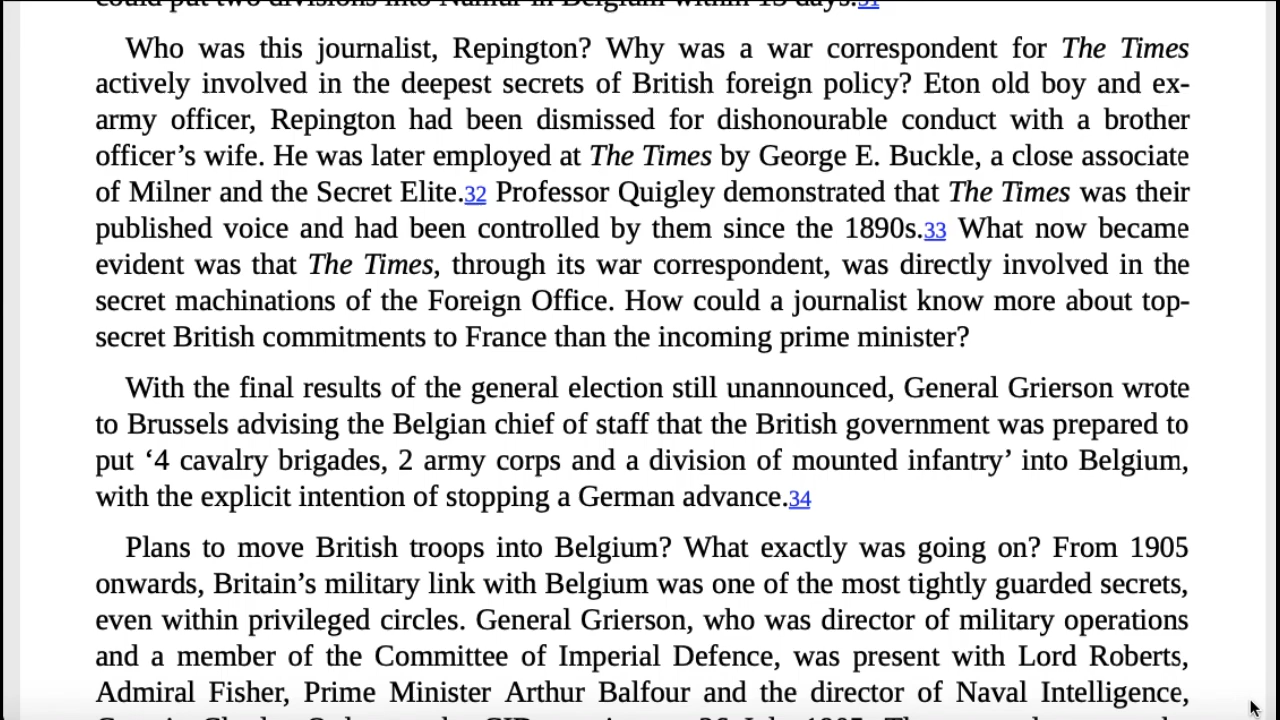 could put two divisions into Namur in Belgium within 13 days.31
Who was this journalist, Repington? Why was a war correspondent for The Times
actively involved in the deepest secrets of British foreign policy? Eton old boy and ex-
army officer, Repington had been dismissed for dishonourable conduct with a brother
officer’s wife. He was later employed at The Times by George E. Buckle, a close associate
of Milner and the Secret Elite.32 Professor Quigley demonstrated that The Times was their
published voice and had been controlled by them since the 1890s.33 What now became
evident was that The Times, through its war correspondent, was directly involved in the
secret machinations of the Foreign Office. How could a journalist know more about top-
secret British commitments to France than the incoming prime minister?
With the final results of the general election still unannounced, General Grierson wrote
to Brussels advising the Belgian chief of staff that the British government was prepared to
put ‘4 cavalry brigades, 2 army corps and a division of mounted infantry’ into Belgium,
with the explicit intention of stopping a German advance.34
Plans to move British troops into Belgium? What exactly was going on? From 1905
onwards, Britain’s military link with Belgium was one of the most tightly guarded secrets,
even within privileged circles. General Grierson, who was director of military operations
and a member of the Committee of Imperial Defence, was present with Lord Roberts,
Admiral Fisher, Prime Minister Arthur Balfour and the director of Naval Intelligence,